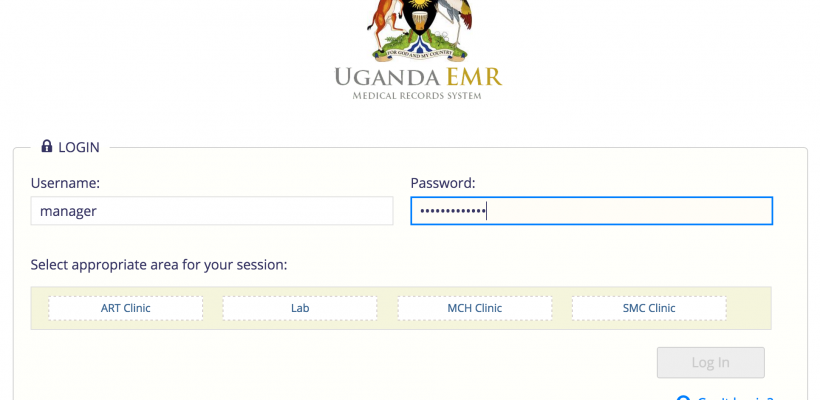 FOR GOD AND MY COUNTRY
UGANDA EMR
MEDICAL RECORDS SYSTEM
LOGIN
Username:
Password:
manager
•••••••••••••
Select appropriate area for your session:
ART Clinic
Lab
MCH Clinic
SMC Clinic
Log In